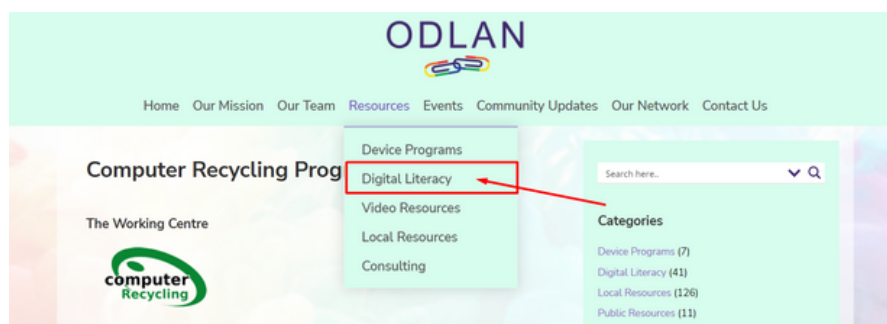 ODLAN
Home Our Mission Our Team Resources Events Community Updates Our Network Contact Us
Device Programs
Digital Literacy
Video Resources
Local Resources
Consulting
Computer Recycling Prog
The Working Centre
computer
Recycling
Search here..
Categories
Device Programs (7)
Digital Literacy (41)
Local Resources (126)
Public Resources (11)